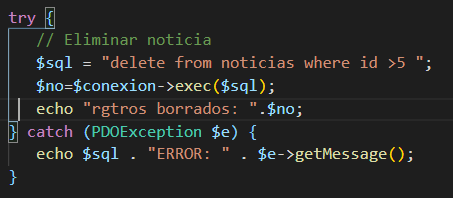 try {
// Eliminar noticia
$sql = "delete from noticias where id >5 ";
$no=$conexion->exec($sql);
echo "rgtros borrados: ".$no;
} catch (PDOException $e) {
echo $sql . "ERROR: " . $e->getMessage();
}